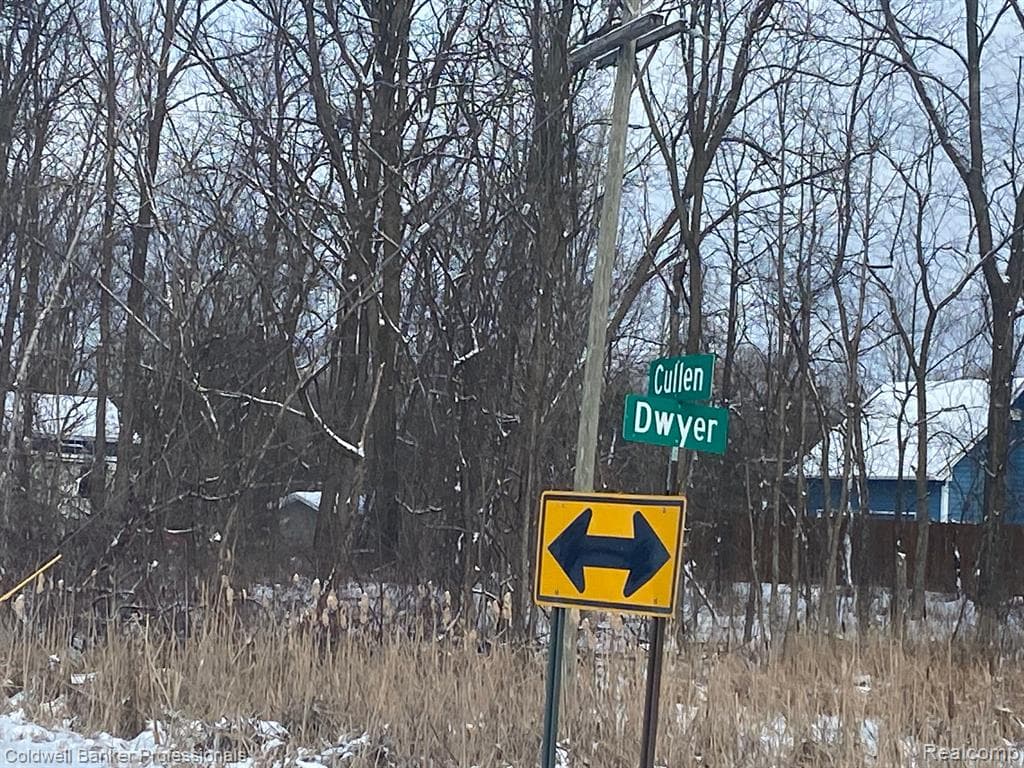 Cullen
Dwyer
Coldwell Banker Professionals
Realcomp